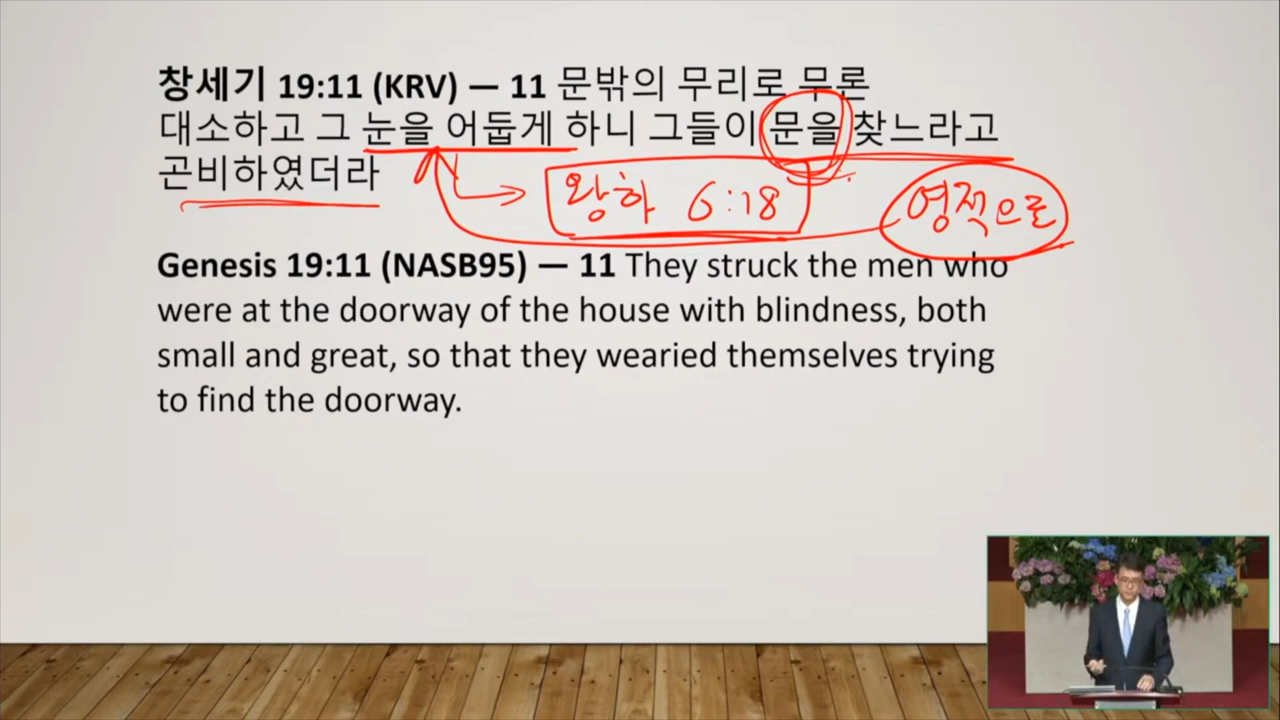 창세기 19:11 (KRV) — 11 문밖의 무리로 무론
대소하고 그 눈을 어둡게 하니 그들이 문을 찾느라고
곤비하였더라
왕하 6:18
영적으로
Genesis 19:11 (NASB95) — 11 They struck the men who
were at the doorway of the house with blindness, both
small and great, so that they wearied themselves trying
to find the doorway.